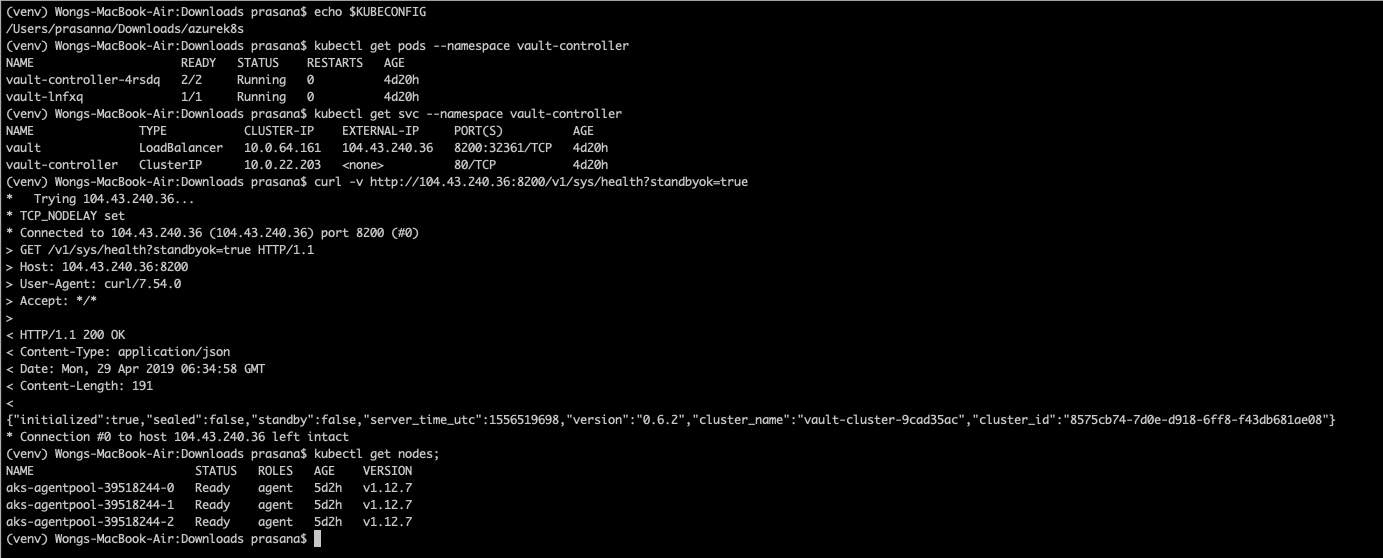 (venv) Wongs-MacBook-Air:Downloads prasana$ echo $KUBECONFIG
/Users/prasanna/Downloads/azurek8s
(venv) Wongs-MacBook-Air:Downloads prasana$ kubectl get pods --namespace vault-controller
NAME                     READY   STATUS    RESTARTS   AGE
vault-controller-4rsdq   2/2     Running   0          4d20h
vault-lnfxq              1/1     Running   0          4d20h
(venv) Wongs-MacBook-Air:Downloads prasana$ kubectl get svc --namespace vault-controller
NAME               TYPE           CLUSTER-IP    EXTERNAL-IP     PORT(S)          AGE
vault              LoadBalancer   10.0.64.161   104.43.240.36   8200:32361/TCP   4d20h
vault-controller   ClusterIP      10.0.22.203   <none>          80/TCP           4d20h
(venv) Wongs-MacBook-Air:Downloads prasana$ curl -v http://104.43.240.36:8200/v1/sys/health?standbyok=true
*   Trying 104.43.240.36...
* TCP_NODELAY set
* Connected to 104.43.240.36 (104.43.240.36) port 8200 (#0)
> GET /v1/sys/health?standbyok=true HTTP/1.1
> Host: 104.43.240.36:8200
> User-Agent: curl/7.54.0
> Accept: */*
>
< HTTP/1.1 200 OK
< Content-Type: application/json
< Date: Mon, 29 Apr 2019 06:34:58 GMT
< Content-Length: 191
<
{"initialized":true,"sealed":false,"standby":false,"server_time_utc":1556519698,"version":"0.6.2","cluster_name":"vault-cluster-9cad35ac","cluster_id":"8575cb74-7d0e-d918-6ff8-f43db681ae08"}
* Connection #0 to host 104.43.240.36 left intact
(venv) Wongs-MacBook-Air:Downloads prasana$ kubectl get nodes;
NAME                       STATUS   ROLES   AGE    VERSION
aks-agentpool-39518244-0   Ready    agent   5d2h   v1.12.7
aks-agentpool-39518244-1   Ready    agent   5d2h   v1.12.7
aks-agentpool-39518244-2   Ready    agent   5d2h   v1.12.7
(venv) Wongs-MacBook-Air:Downloads prasana$